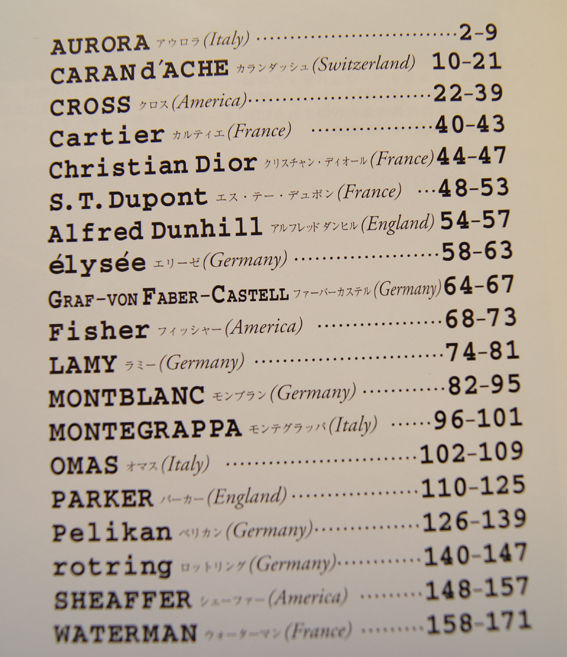 AURORA アウロラ(Italy) ····························2-9
CARAN d'ACHE カランダッシュ(Switzerland) 10-21
CROSS クロス(America)··························22-39
Cartier カルティエ(France) ·················40-43
Christian Dior クリスチャン・ディオール(France)44-47
S.T.Dupont エス・テー・デュポン(France) ···48-53
Alfred Dunhill アルフレッド ダンヒル(England) 54-57
élysée エリーゼ(Germany) ····················58-63
GRAF-VON FABER-CASTELL ファーバーカステル(Germany)64-67
Fisher フィッシャー(America) ·················68-73
LAMY ラミー(Germany) ··························74-81
MONTBLANC モンブラン(Germany) ···········82-95
MONTEGRAPPA モンテグラッパ(Italy) ······96-101
OMAS オマス(Italy) ··························102-109
PARKER パーカー(England)··················110-125
Pelikan ペリカン(Germany)···············126-139
rotring ロットリング(Germany)············140-147
SHEAFFER シェーファー(America) ·········148-157
WATERMAN ウォーターマン(France) ·········158-171